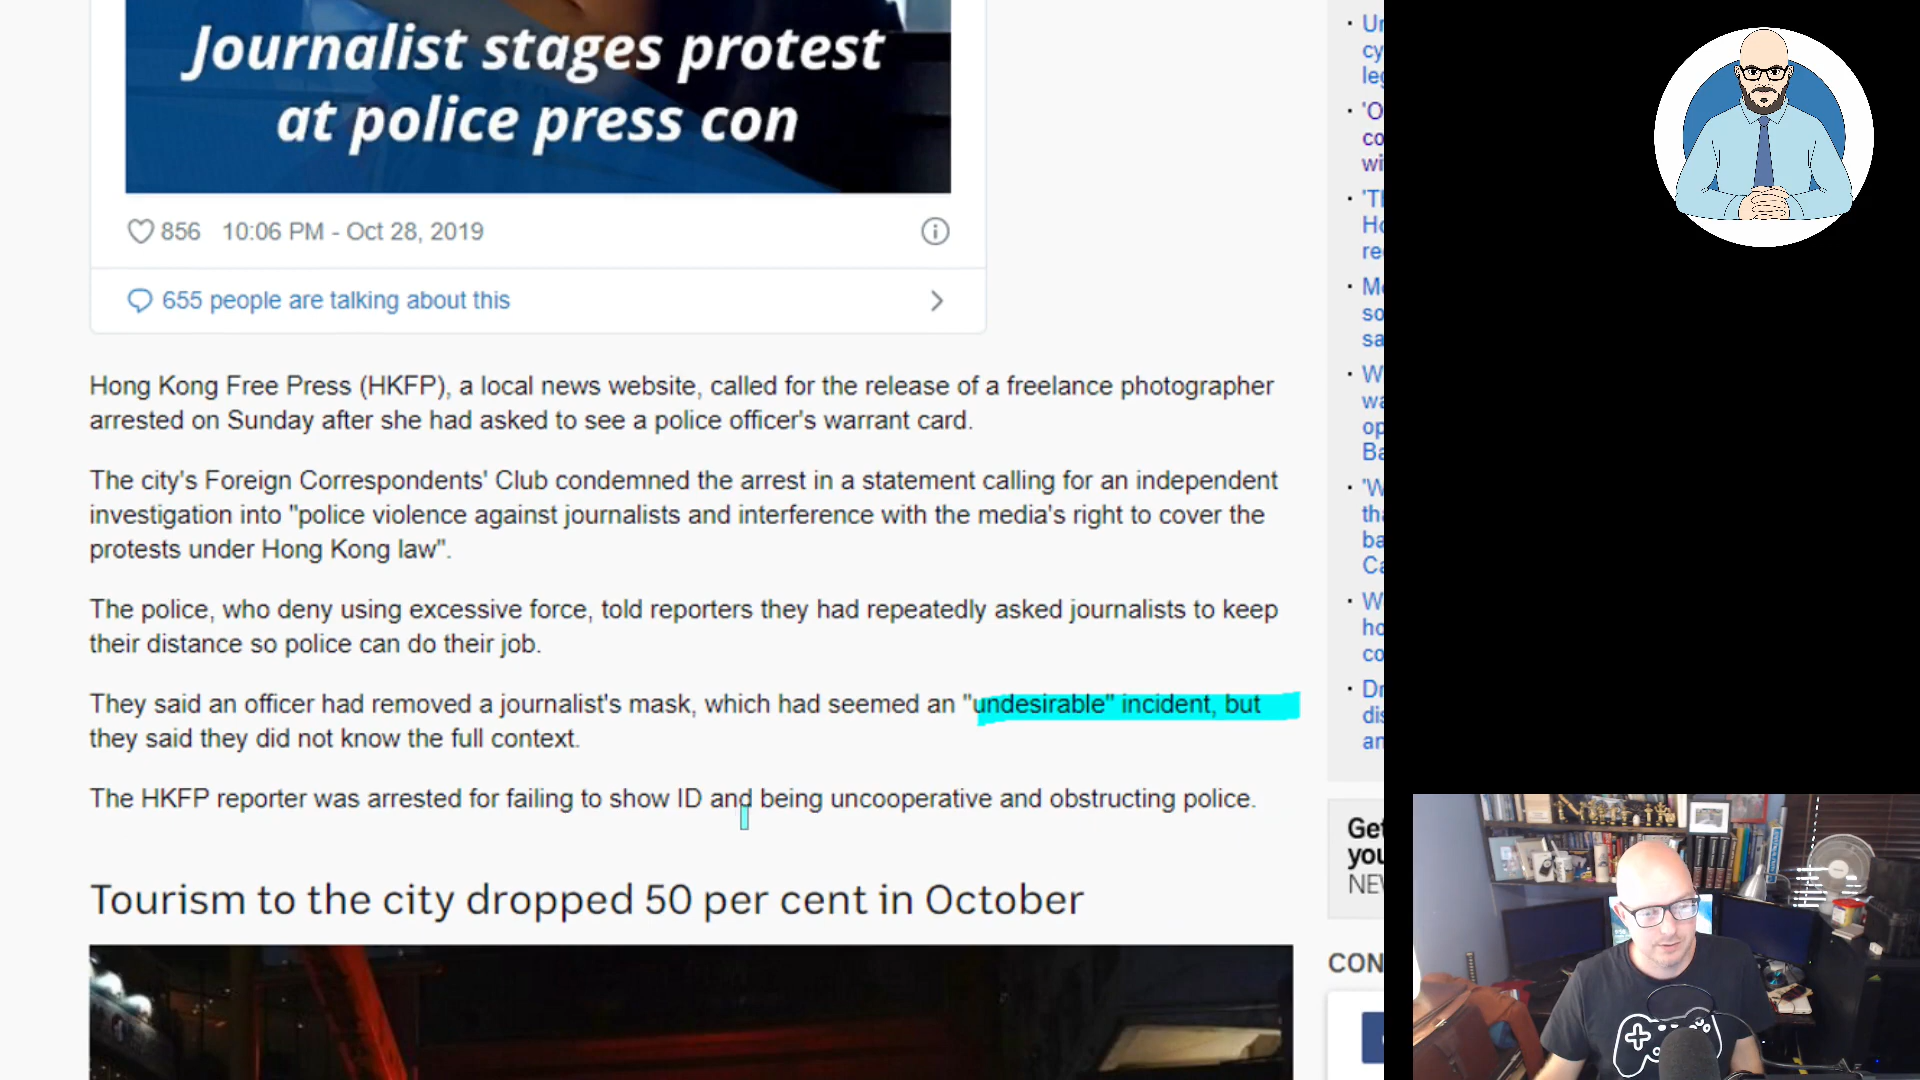 Journalist stages protest
at police press con
856 10:06 PM - Oct 28, 2019
655 people are talking about this
Hong Kong Free Press (HKFP), a local news website, called for the release of a freelance photographer
arrested on Sunday after she had asked to see a police officer's warrant card.
The city's Foreign Correspondents' Club condemned the arrest in a statement calling for an independent
investigation into "police violence against journalists and interference with the media's right to cover the
protests under Hong Kong law".
The police, who deny using excessive force, told reporters they had repeatedly asked journalists to keep
their distance so police can do their job.
They said an officer had removed a journalist's mask, which had seemed an "undesirable" incident, but
they said they did not know the full context.
The HKFP reporter was arrested for failing to show ID and being uncooperative and obstructing police.
Tourism to the city dropped 50 per cent in October